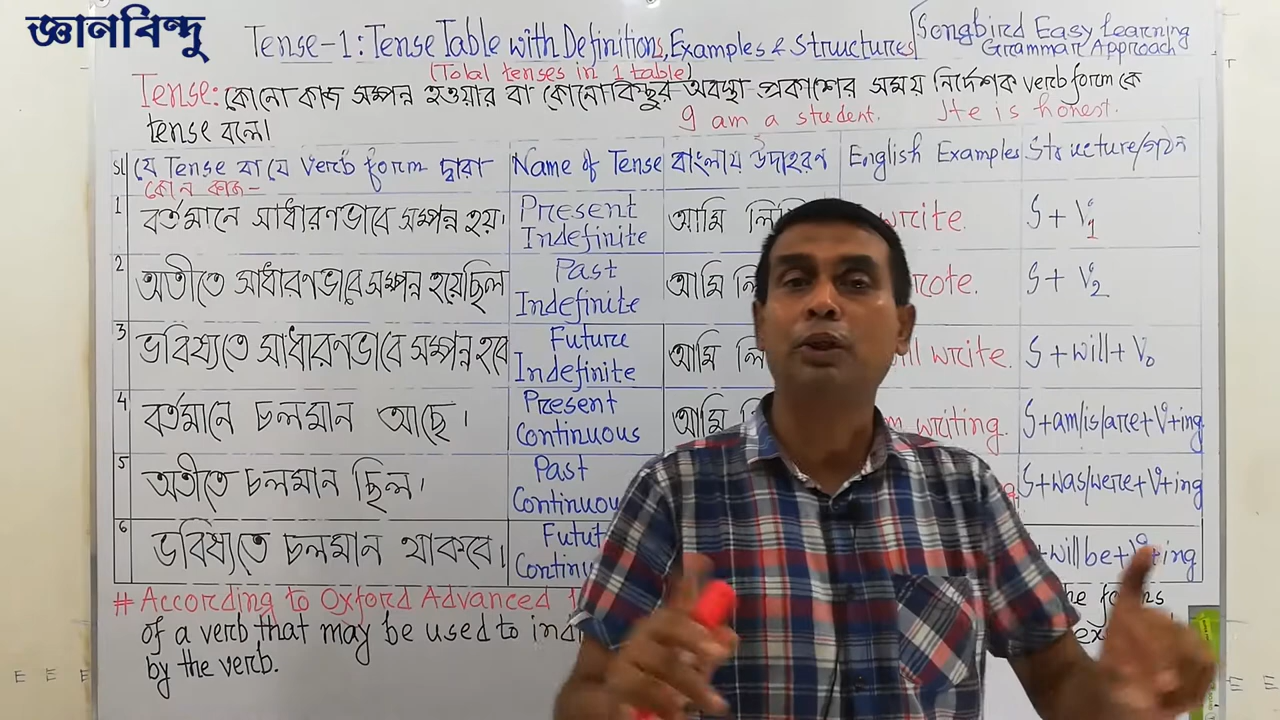 জ্ঞানবিন্দু
Tense-1: Tense Table with Definitions, Examples & Structures
Songbird Easy Learning
Grammar Approach
(Total tenses in 1 table)
Tense: কোনো কাজ সম্পন্ন হওয়ার বা কোনোকিছুর অবস্থা প্রকাশের সময় নির্দেশক verb form কে
tense বলে।
I am a student. He is honest.
SL যে Tense বা যে Verb form দ্বারা Name of Tense বাংলায় উদাহরণ English Examples Structure/গঠন
কোন কাজ-
1 বর্তমানে সাধারণভাবে সম্পন্ন হয়। Present Indefinite আমি write. S + V1
2 অতীতে সাধারণভাবে সম্পন্ন হয়েছিল Past Indefinite আমি S + V2
3 ভবিষ্যতে সাধারণভাবে সম্পন্ন হবে Future Indefinite আমি write. S + will + V0
4 বর্তমানে চলমান আছে। Present Continuous আমি writing. S+am/is/are+V+ing
5 অতীতে চলমান ছিল। Past S+was/were+V+ing
6 ভবিষ্যতে চলমান থাকবে। will be+V+ing
# According to Oxford Advanced
of a verb that may be used to
by the verb.